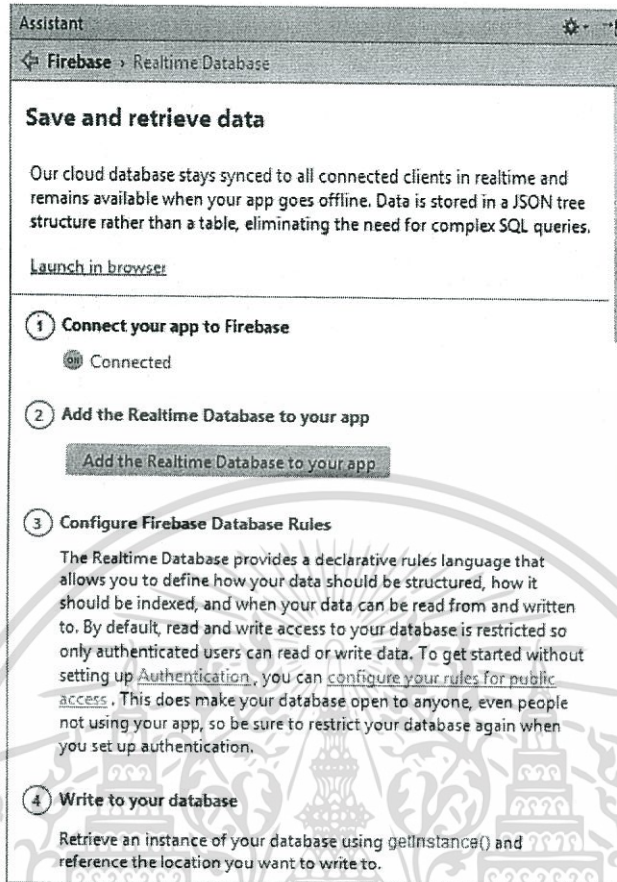 Assistant
Firebase › Realtime Database
Save and retrieve data
Our cloud database stays synced to all connected clients in realtime and
remains available when your app goes offline. Data is stored in a JSON tree
structure rather than a table, eliminating the need for complex SQL queries.
Launch in browser
1 Connect your app to Firebase
ON Connected
2 Add the Realtime Database to your app
Add the Realtime Database to your app
3 Configure Firebase Database Rules
The Realtime Database provides a declarative rules language that
allows you to define how your data should be structured, how it
should be indexed, and when your data can be read from and written
to. By default, read and write access to your database is restricted so
only authenticated users can read or write data. To get started without
setting up Authentication, you can configure your rules for public
access. This does make your database open to anyone, even people
not using your app, so be sure to restrict your database again when
you set up authentication.
4 Write to your database
Retrieve an instance of your database using getInstance() and
reference the location you want to write to.